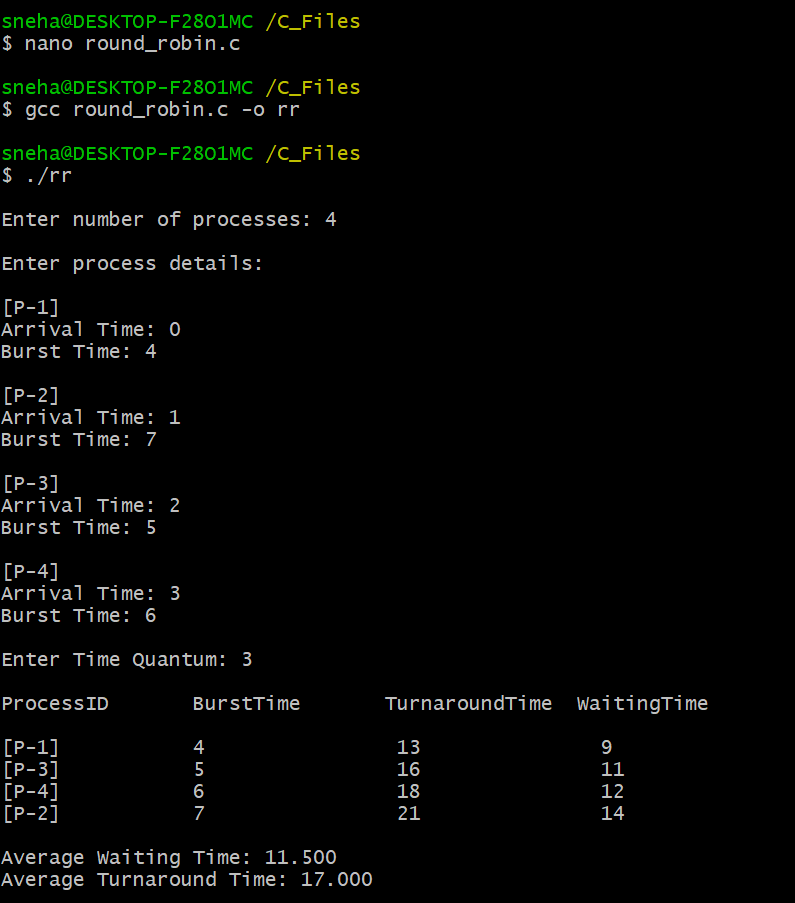 sneha@DESKTOP-F28O1MC /C_Files
$ nano round_robin.c
sneha@DESKTOP-F28O1MC /C_Files
$ gcc round_robin.c -o rr
sneha@DESKTOP-F28O1MC /C_Files
$ ./rr
Enter number of processes: 4
Enter process details:
[P-1]
Arrival Time: 0
Burst Time: 4
[P-2]
Arrival Time: 1
Burst Time: 7
[P-3]
Arrival Time: 2
Burst Time: 5
[P-4]
Arrival Time: 3
Burst Time: 6
Enter Time Quantum: 3
ProcessID BurstTime TurnaroundTime WaitingTime
[P-1] 4 13 9
[P-3] 5 16 11
[P-4] 6 18 12
[P-2] 7 21 14
Average Waiting Time: 11.500
Average Turnaround Time: 17.000